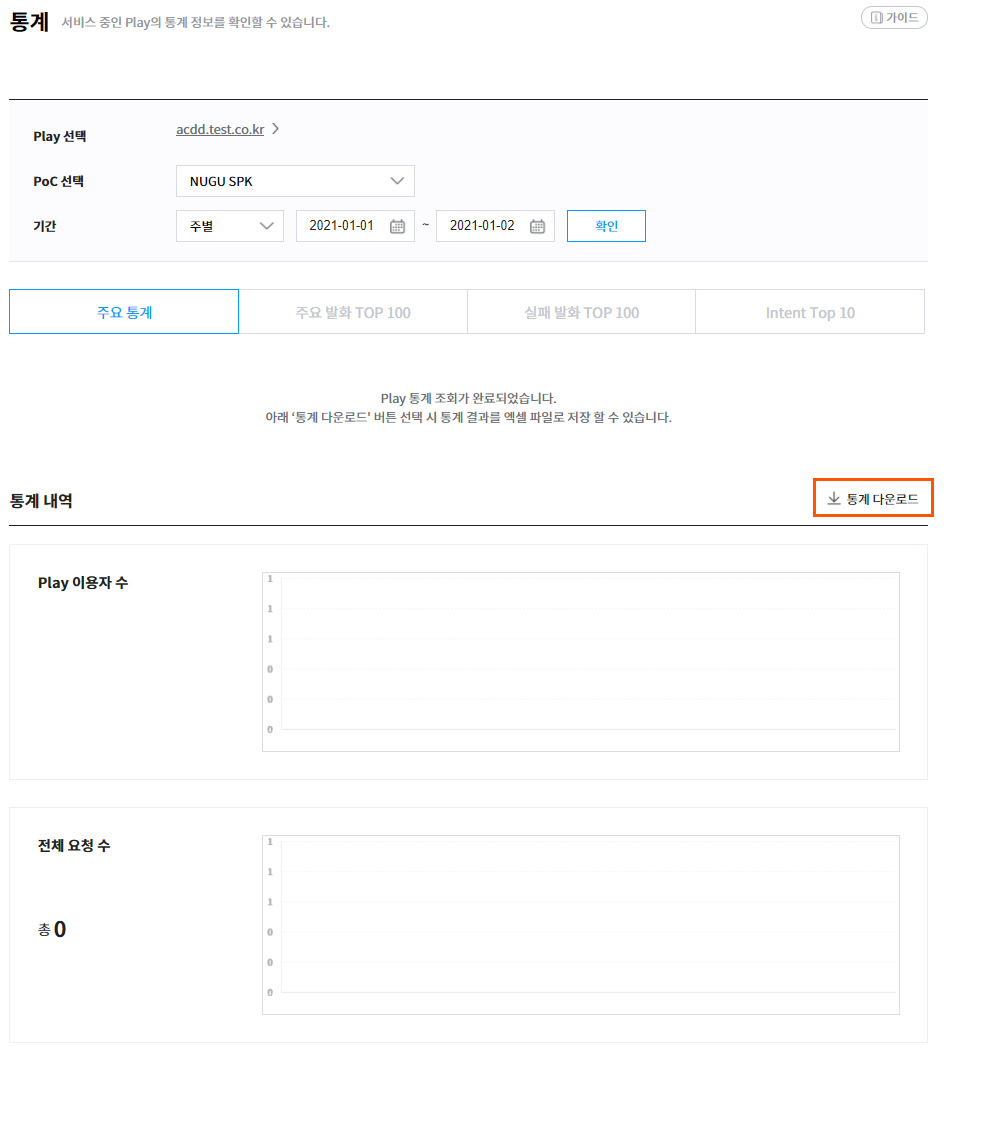 통계 서비스 중인 Play의 통계 정보를 확인할 수 있습니다.
가이드
Play 선택 acdd.test.co.kr
PoC 선택 NUGU SPK
기간 주별 2021-01-01 ~ 2021-01-02 확인
주요 통계 주요 발화 TOP 100 실패 발화 TOP 100 Intent Top 10
Play 통계 조회가 완료되었습니다.
아래 '통계 다운로드' 버튼 선택 시 통계 결과를 엑셀 파일로 저장 할 수 있습니다.
통계 내역 통계 다운로드
Play 이용자 수
1
1
1
0
0
0
전체 요청 수
총 0
1
1
1
0
0
0